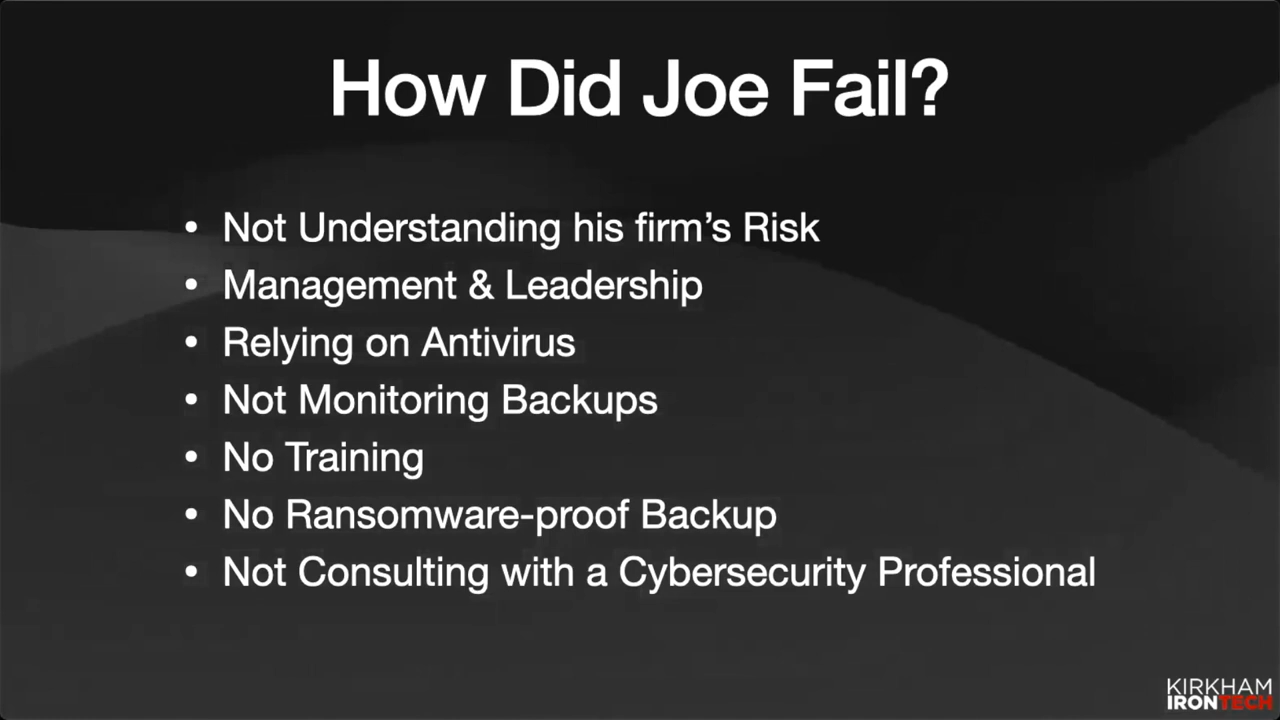 How Did Joe Fail?
• Not Understanding his firm’s Risk
• Management & Leadership
• Relying on Antivirus
• Not Monitoring Backups
• No Training
• No Ransomware-proof Backup
• Not Consulting with a Cybersecurity Professional
KIRKHAM
IRONTECH